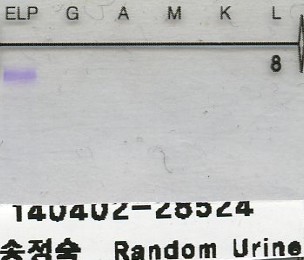 ELP G A M K L
8
140402-28524
송정숙 Random Urine